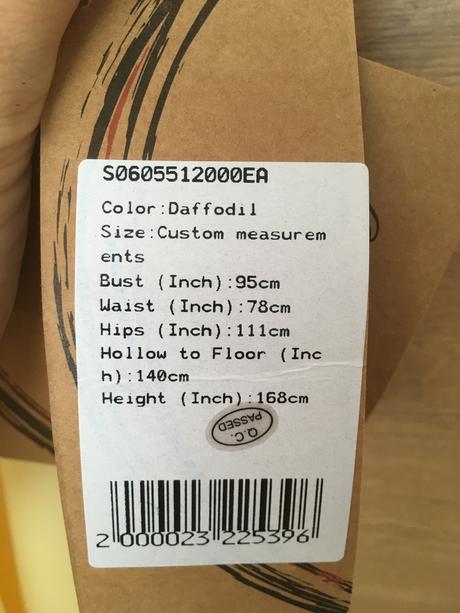 S0605512000EA
Color:Daffodil
Size:Custom measurem
ents
Bust (Inch):95cm
Waist (Inch):78cm
Hips (Inch):111cm
Hollow to Floor (Inc
h):140cm
Height (Inch):168cm
Q.C.
PASSED
2 000023 225396